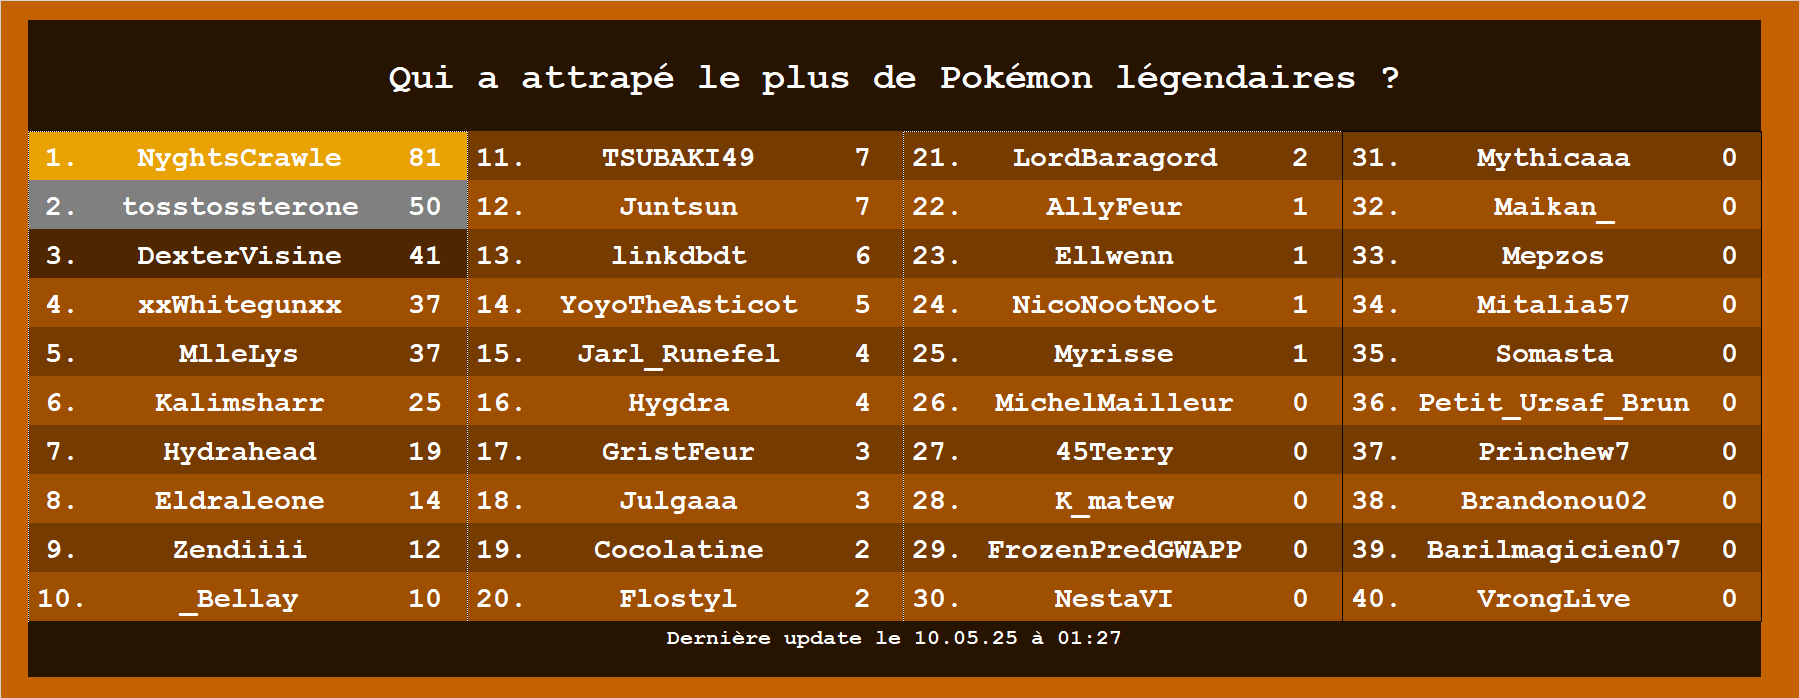 Qui a attrapé le plus de Pokémon légendaires ?
1. NyghtsCrawle 81 11. TSUBAKI49 7 21. LordBaragord 2 31. Mythicaaa 0
2. tosstossterone 50 12. Juntsun 7 22. AllyFeur 1 32. Maikan_ 0
3. DexterVisine 41 13. linkdbdt 6 23. Ellwenn 1 33. Mepzos 0
4. xxWhitegunxx 37 14. YoyoTheAsticot 5 24. NicoNootNoot 1 34. Mitalia57 0
5. MlleLys 37 15. Jarl_Runefel 4 25. Myrisse 1 35. Somasta 0
6. Kalimsharr 25 16. Hygdra 4 26. MichelMailleur 0 36. Petit_Ursaf_Brun 0
7. Hydrahead 19 17. GristFeur 3 27. 45Terry 0 37. Princhew7 0
8. Eldraleone 14 18. Julgaaa 3 28. K_matew 0 38. Brandonou02 0
9. Zendiiii 12 19. Cocolatine 2 29. FrozenPredGWAPP 0 39. Barilmagicien07 0
10. _Bellay 10 20. Flostyl 2 30. NestaVI 0 40. VrongLive 0
Dernière update le 10.05.25 à 01:27